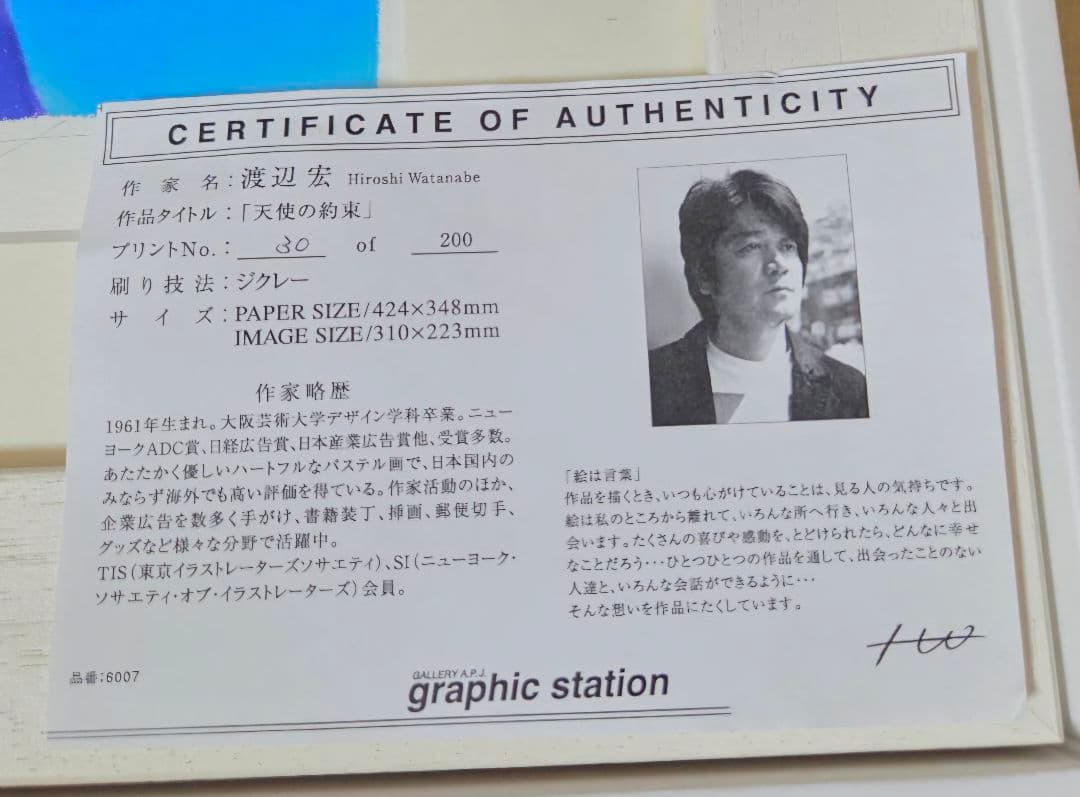 CERTIFICATE OF AUTHENTICITY
作家名：渡辺 宏 Hiroshi Watanabe
作品タイトル：「天使の約束」
プリントNo.： 30 of 200
刷り技法：ジクレー
サイズ：PAPER SIZE/424×348mm
IMAGE SIZE/310×223mm
作家略歴
1961年生まれ。大阪芸術大学デザイン学科卒業。ニュー
ヨークADC賞、日経広告賞、日本産業広告賞他、受賞多数。
あたたかく優しいハートフルなパステル画で、日本国内の
みならず海外でも高い評価を得ている。作家活動のほか、
企業広告を数多く手がけ、書籍装丁、挿画、郵便切手、
グッズなど様々な分野で活躍中。
TIS（東京イラストレーターズソサエティ）、SI（ニューヨーク・
ソサエティ・オブ・イラストレーターズ）会員。
「絵は言葉」
作品を描くとき、いつも心がけていることは、見る人の気持ちです。
絵は私のところから離れて、いろんな所へ行き、いろんな人々と出
会います。たくさんの喜びや感動を、とどけられたら、どんなに幸せ
なことだろう・・・ひとつひとつの作品を通して、出会ったことのない
人達と、いろんな会話ができるように・・・
そんな想いを作品にたくしています。
品番：6007
GALLERY A.P.J.
graphic station